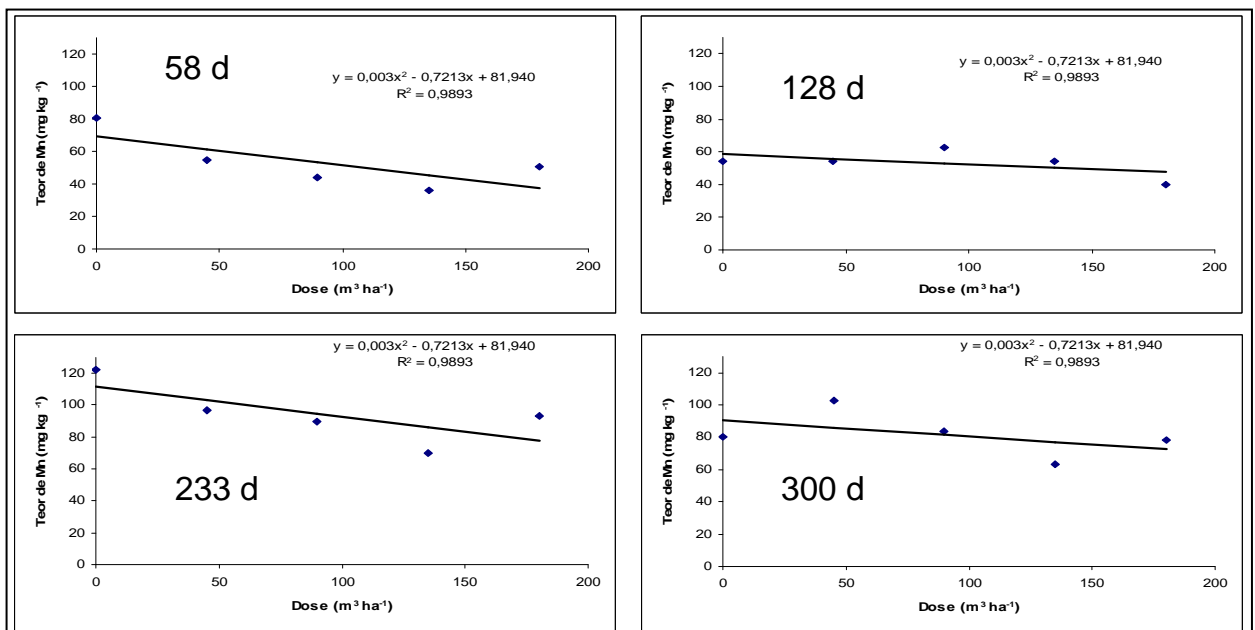 58 d
y = 0,003x² - 0,7213x + 81,940
R² = 0,9893
Teor de Mn (mg kg⁻¹)
120
100
80
60
40
20
0
0 50 100 150 200
Dose (m³ ha⁻¹)
128 d
y = 0,003x² - 0,7213x + 81,940
R² = 0,9893
Teor de Mn (mg kg⁻¹)
120
100
80
60
40
20
0
0 50 100 150 200
Dose (m³ ha⁻¹)
y = 0,003x² - 0,7213x + 81,940
R² = 0,9893
233 d
Teor de Mn (mg kg⁻¹)
120
100
80
60
40
20
0
0 50 100 150 200
Dose (m³ ha⁻¹)
y = 0,003x² - 0,7213x + 81,940
R² = 0,9893
300 d
Teor de Mn (mg kg⁻¹)
120
100
80
60
40
20
0
0 50 100 150 200
Dose (m³ ha⁻¹)